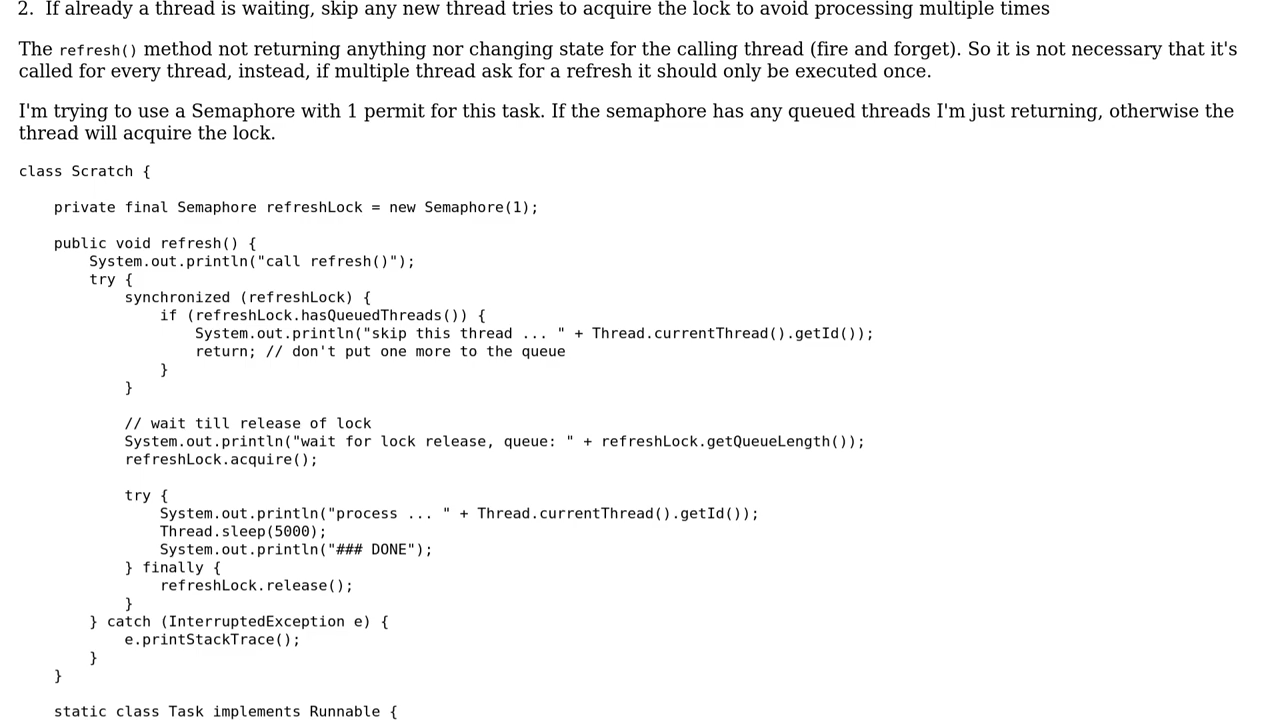 2. If already a thread is waiting, skip any new thread tries to acquire the lock to avoid processing multiple times
The refresh() method not returning anything nor changing state for the calling thread (fire and forget). So it is not necessary that it's
called for every thread, instead, if multiple thread ask for a refresh it should only be executed once.
I'm trying to use a Semaphore with 1 permit for this task. If the semaphore has any queued threads I'm just returning, otherwise the
thread will acquire the lock.
class Scratch {
    private final Semaphore refreshLock = new Semaphore(1);
    public void refresh() {
        System.out.println("call refresh()");
        try {
            synchronized (refreshLock) {
                if (refreshLock.hasQueuedThreads()) {
                    System.out.println("skip this thread ... " + Thread.currentThread().getId());
                    return; // don't put one more to the queue
                }
            }
            // wait till release of lock
            System.out.println("wait for lock release, queue: " + refreshLock.getQueueLength());
            refreshLock.acquire();
            try {
                System.out.println("process ... " + Thread.currentThread().getId());
                Thread.sleep(5000);
                System.out.println("### DONE");
            } finally {
                refreshLock.release();
            }
        } catch (InterruptedException e) {
            e.printStackTrace();
        }
    }
    static class Task implements Runnable {